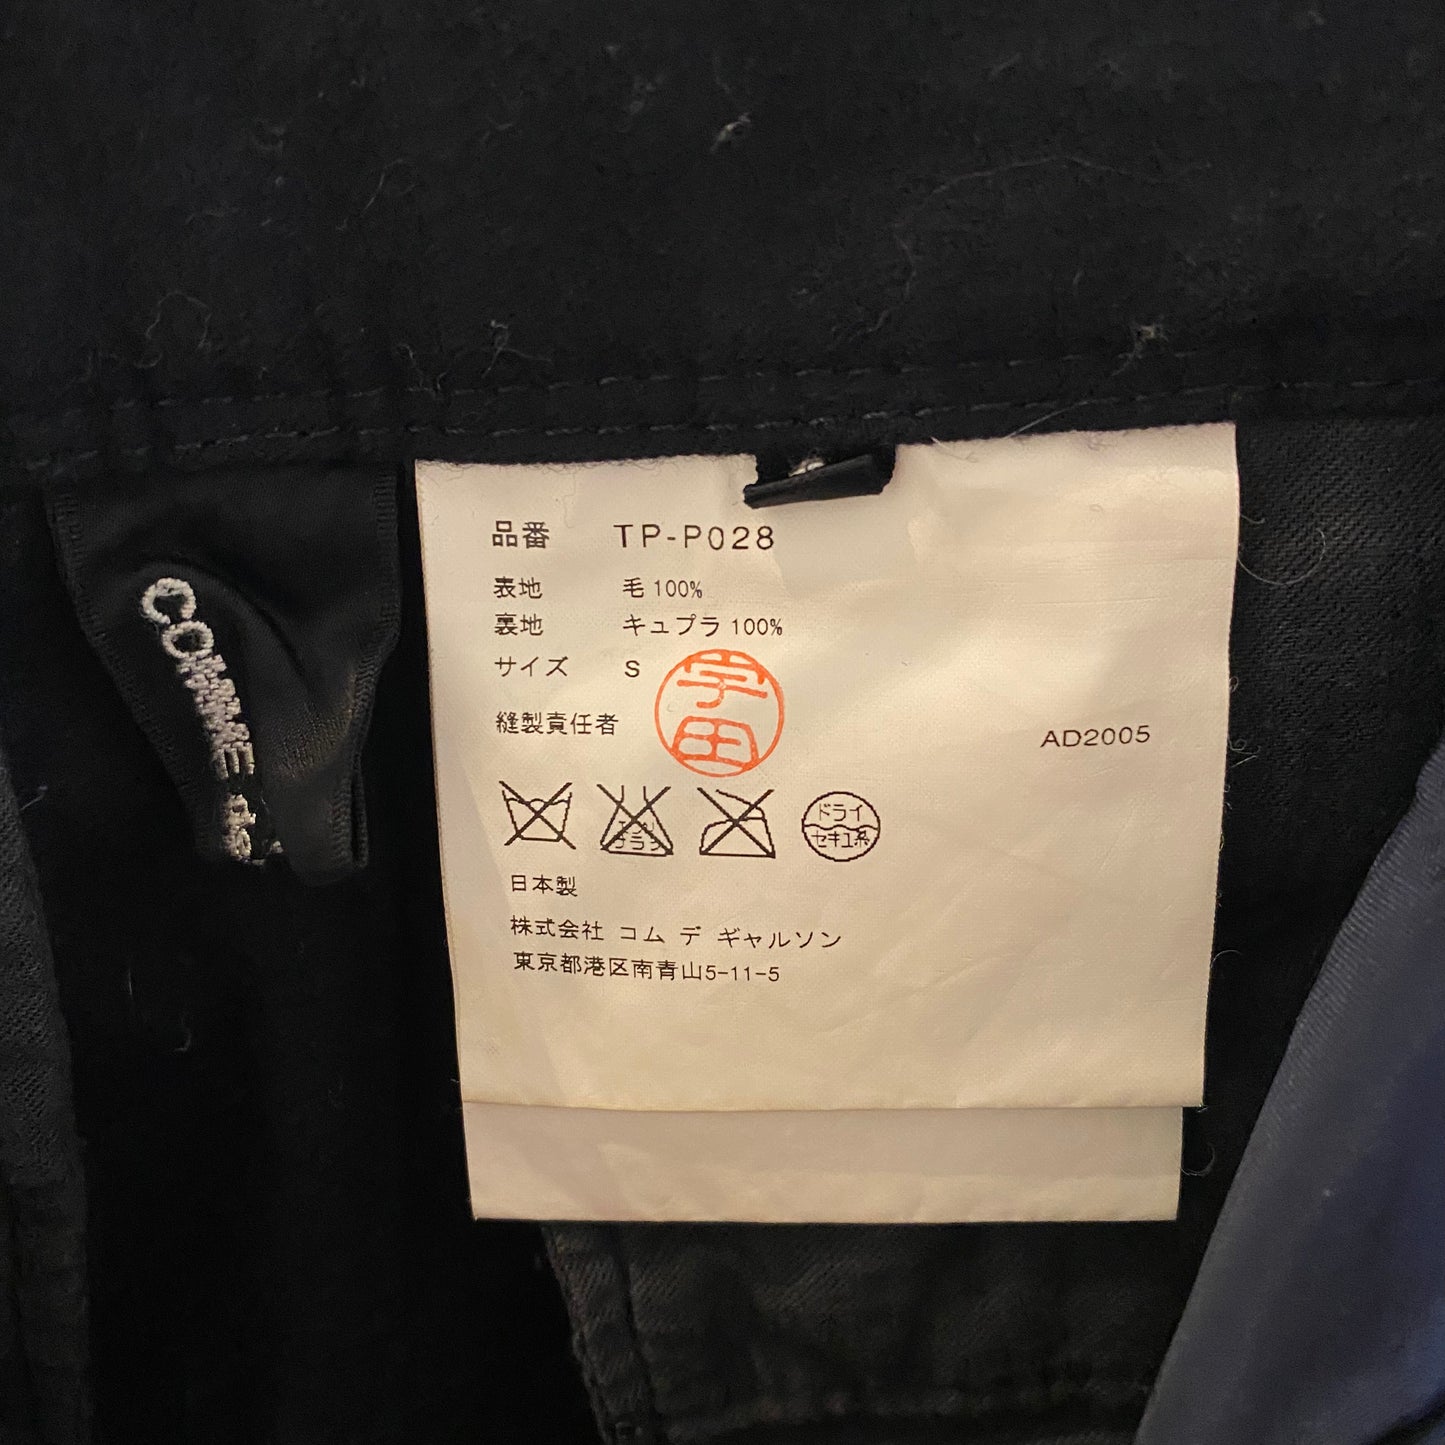 COMME de
品番 TP-P028
表地 毛 100%
裏地 キュプラ 100%
サイズ S
縫製責任者
AD2005
ドライ
セキユ系
日本製
株式会社 コム デ ギャルソン
東京都港区南青山5-11-5